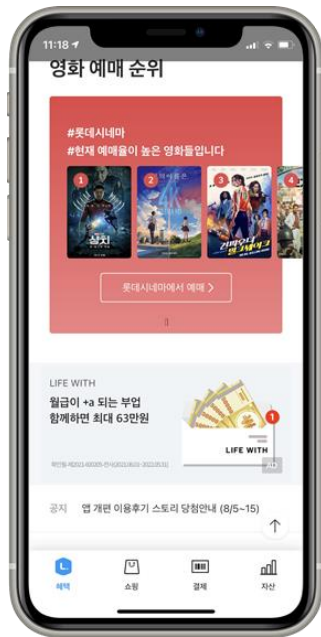 11:18
영화 예매 순위
#롯데시네마
#현재 예매율이 높은 영화들입니다
1
2
3
4
샹치
롯데시네마에서 예매 >
LIFE WITH
월급이 +a 되는 부업
함께하면 최대 63만원
1
LIFE WITH
공지 앱 개편 이용후기 스토리 당첨안내 (8/5~15)
혜택
쇼핑
결제
자산